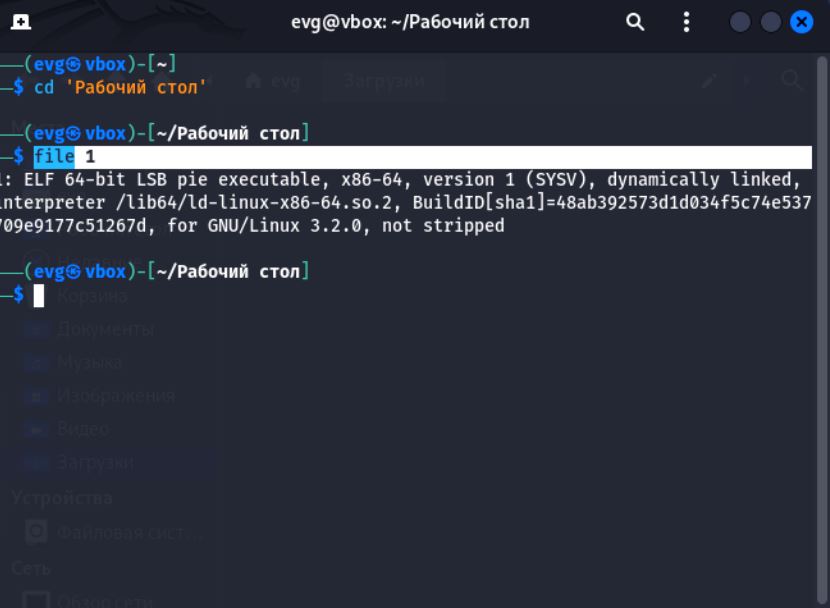 evg@vbox: ~/Рабочий стол
—(evg㉿vbox)-[~]
—$ cd 'Рабочий стол'
evg
Загрузки
—(evg㉿vbox)-[~/Рабочий стол]
—$ file 1
1: ELF 64-bit LSB pie executable, x86-64, version 1 (SYSV), dynamically linked,
interpreter /lib64/ld-linux-x86-64.so.2, BuildID[sha1]=48ab392573d1d034f5c74e537
709e9177c51267d, for GNU/Linux 3.2.0, not stripped
—(evg㉿vbox)-[~/Рабочий стол]
—$
Корзина
Документы
Музыка
Изображения
Видео
Загрузки
Устройства
Файловая сист…
Сеть
Обзор сети